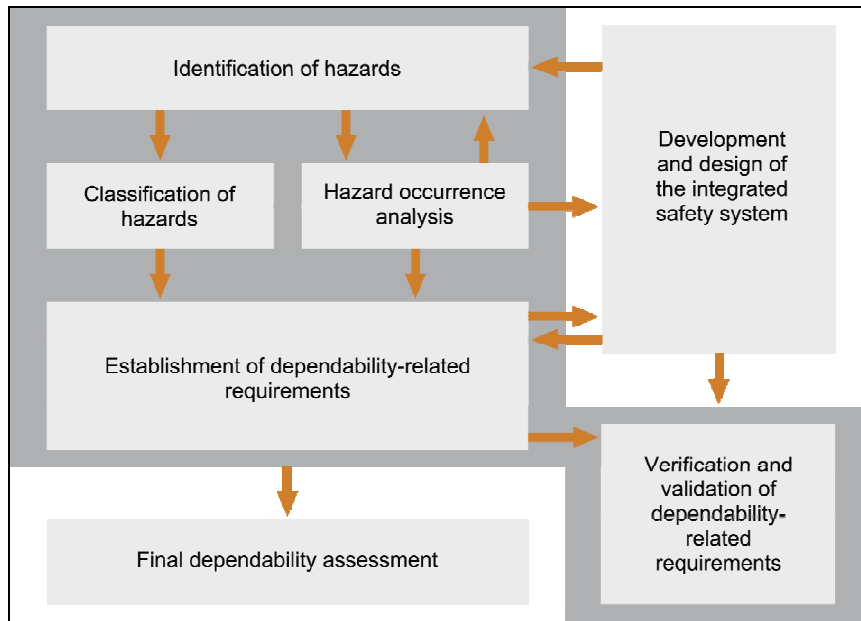 Identification of hazards
Development
and design of
the integrated
safety system
Classification of
hazards
Hazard occurrence
analysis
Establishment of dependability-related
requirements
Verification and
validation of
dependability-
related
requirements
Final dependability assessment